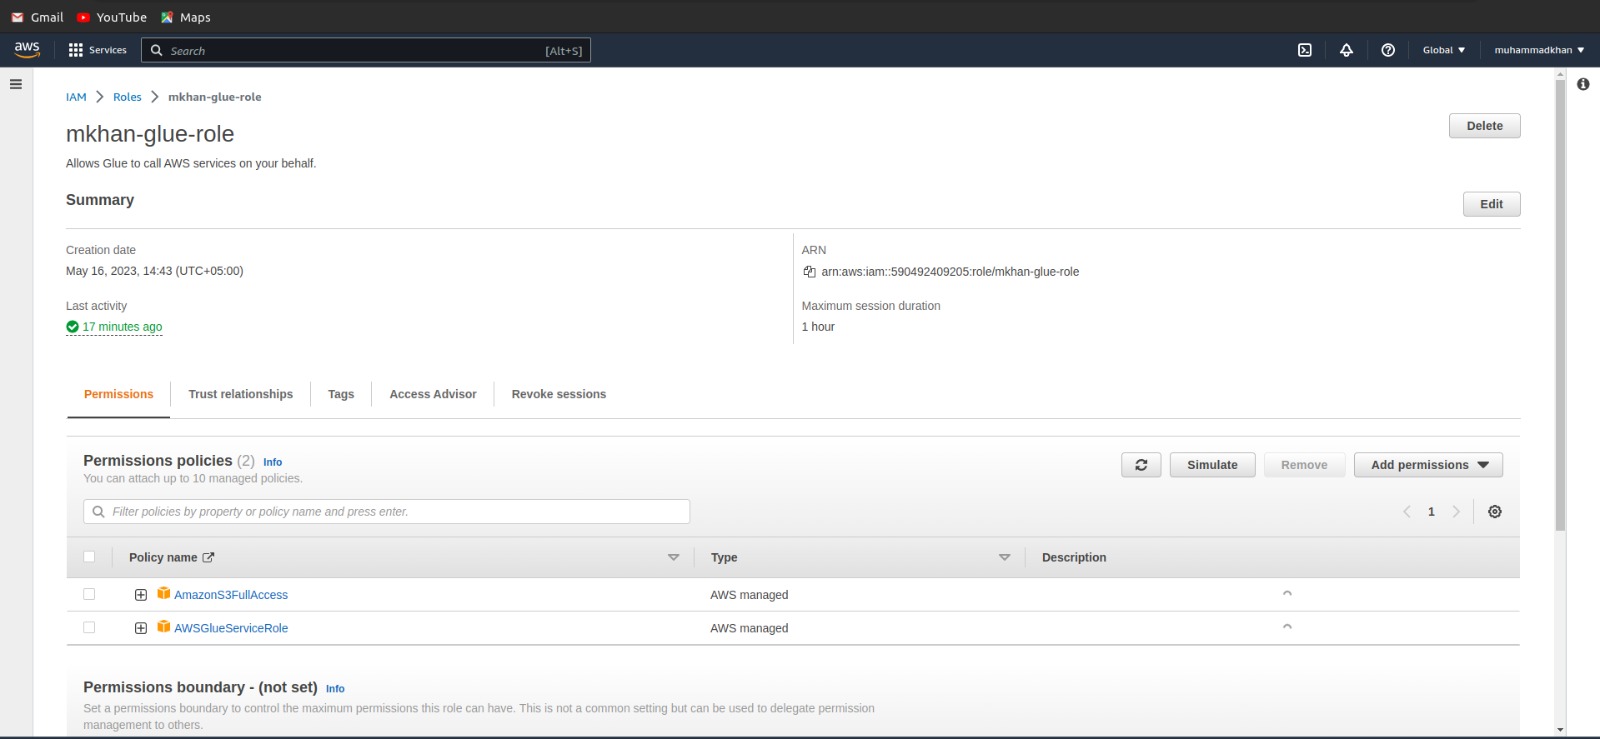 Gmail YouTube Maps
aws Services Search [Alt+S] Global muhammadkhan
IAM Roles mkhan-glue-role
mkhan-glue-role Delete
Allows Glue to call AWS services on your behalf.
Summary Edit
Creation date ARN
May 16, 2023, 14:43 (UTC+05:00) arn:aws:iam::590492409205:role/mkhan-glue-role
Last activity Maximum session duration
17 minutes ago 1 hour
Permissions Trust relationships Tags Access Advisor Revoke sessions
Permissions policies (2) Info Simulate Remove Add permissions
You can attach up to 10 managed policies.
Filter policies by property or policy name and press enter. 1
Policy name Type Description
AmazonS3FullAccess AWS managed
AWSGlueServiceRole AWS managed
Permissions boundary - (not set) Info
Set a permissions boundary to control the maximum permissions this role can have. This is not a common setting but can be used to delegate permission
management to others.